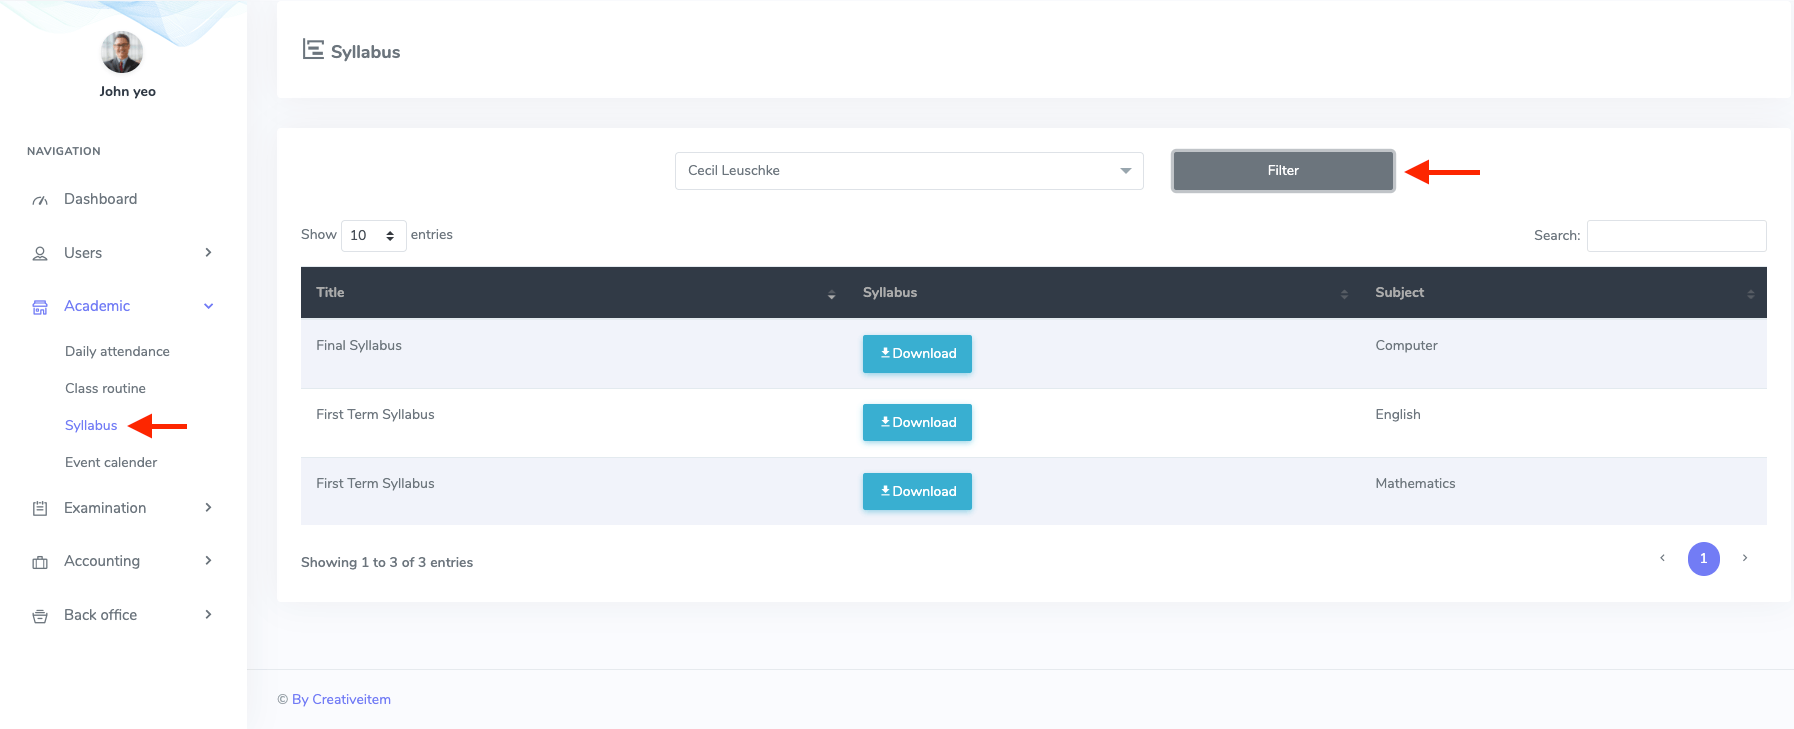 John yeo
NAVIGATION
Dashboard
Users
Academic
Daily attendance
Class routine
Syllabus
Event calender
Examination
Accounting
Back office
Syllabus
Cecil Leuschke
Filter
Show 10 entries
Search:
Title Syllabus Subject
Final Syllabus Download Computer
First Term Syllabus Download English
First Term Syllabus Download Mathematics
Showing 1 to 3 of 3 entries
‹ 1 ›
© By Creativeitem